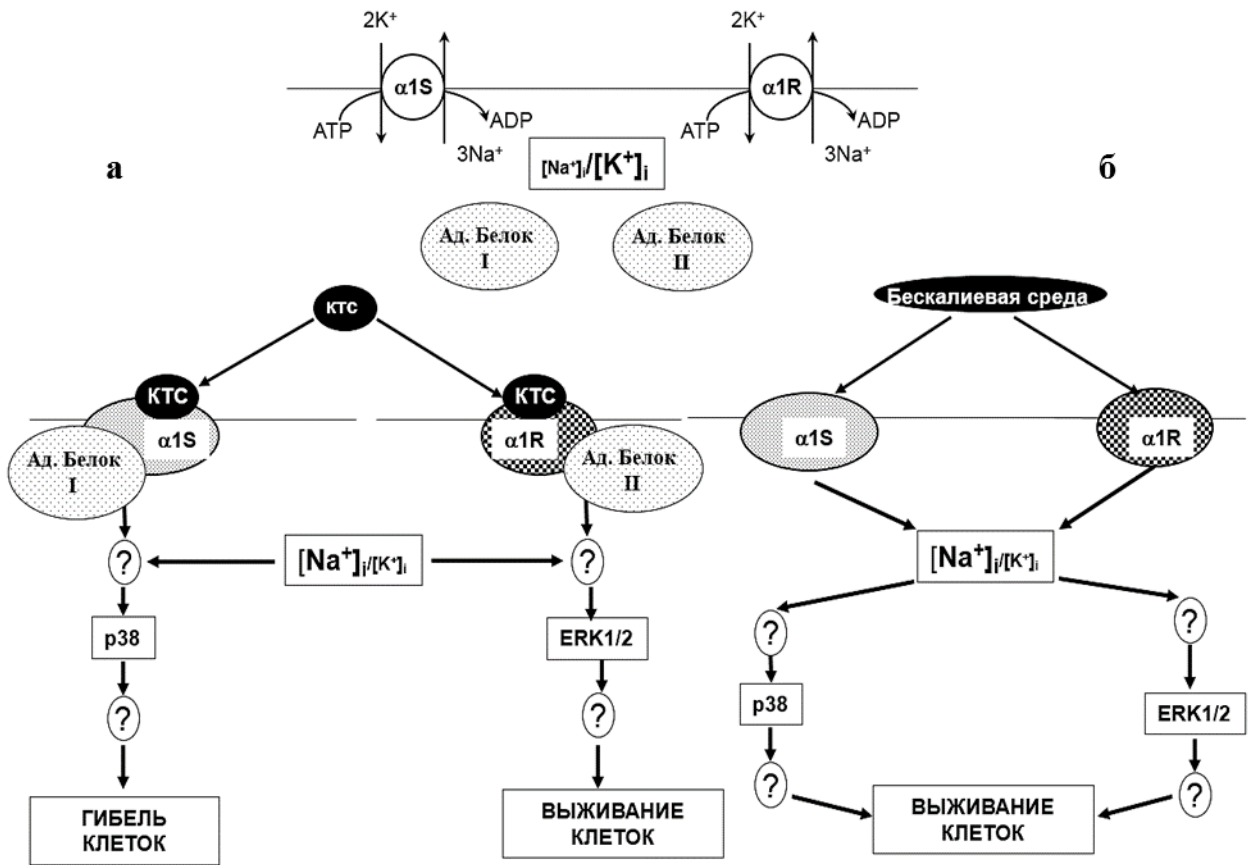 2K⁺
2K⁺
α1S
α1R
ATP
ADP
ATP
ADP
3Na⁺
3Na⁺
а
[Na⁺]ᵢ/[K⁺]ᵢ
б
Ад. Белок
I
Ад. Белок
II
ктс
Бескалиевая среда
КТС
α1S
Ад. Белок
I
КТС
α1R
Ад. Белок
II
α1S
α1R
?
[Na⁺]ᵢ/[K⁺]ᵢ
?
[Na⁺]ᵢ/[K⁺]ᵢ
p38
ERK1/2
?
?
?
?
p38
ERK1/2
?
?
ГИБЕЛЬ
КЛЕТОК
ВЫЖИВАНИЕ
КЛЕТОК
ВЫЖИВАНИЕ
КЛЕТОК